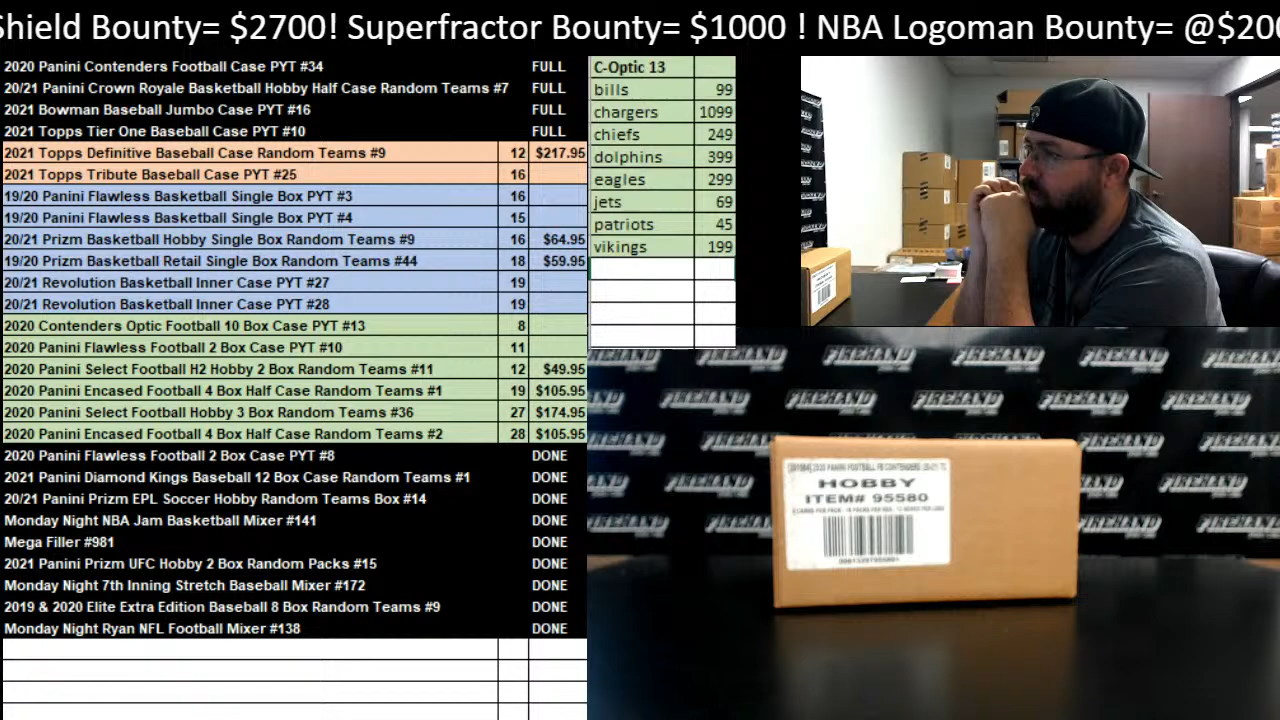 Shield Bounty= $2700! Superfractor Bounty= $1000 ! NBA Logoman Bounty= @$200
2020 Panini Contenders Football Case PYT #34 FULL
20/21 Panini Crown Royale Basketball Hobby Half Case Random Teams #7 FULL
2021 Bowman Baseball Jumbo Case PYT #16 FULL
2021 Topps Tier One Baseball Case PYT #10 FULL
2021 Topps Definitive Baseball Case Random Teams #9 12 $217.95
2021 Topps Tribute Baseball Case PYT #25 16
19/20 Panini Flawless Basketball Single Box PYT #3 16
19/20 Panini Flawless Basketball Single Box PYT #4 15
20/21 Prizm Basketball Hobby Single Box Random Teams #9 16 $64.95
19/20 Prizm Basketball Retail Single Box Random Teams #44 18 $59.95
20/21 Revolution Basketball Inner Case PYT #27 19
20/21 Revolution Basketball Inner Case PYT #28 19
2020 Contenders Optic Football 10 Box Case PYT #13 8
2020 Panini Flawless Football 2 Box Case PYT #10 11
2020 Panini Select Football H2 Hobby 2 Box Random Teams #11 12 $49.95
2020 Panini Encased Football 4 Box Half Case Random Teams #1 19 $105.95
2020 Panini Select Football Hobby 3 Box Random Teams #36 27 $174.95
2020 Panini Encased Football 4 Box Half Case Random Teams #2 28 $105.95
2020 Panini Flawless Football 2 Box Case PYT #8 DONE
2021 Panini Diamond Kings Baseball 12 Box Case Random Teams #1 DONE
20/21 Panini Prizm EPL Soccer Hobby Random Teams Box #14 DONE
Monday Night NBA Jam Basketball Mixer #141 DONE
Mega Filler #981 DONE
2021 Panini Prizm UFC Hobby 2 Box Random Packs #15 DONE
Monday Night 7th Inning Stretch Baseball Mixer #172 DONE
2019 & 2020 Elite Extra Edition Baseball 8 Box Random Teams #9 DONE
Monday Night Ryan NFL Football Mixer #138 DONE
C-Optic 13
bills 99
chargers 1099
chiefs 249
dolphins 399
eagles 299
jets 69
patriots 45
vikings 199
FIREHAND
HOBBY
ITEM# 95580